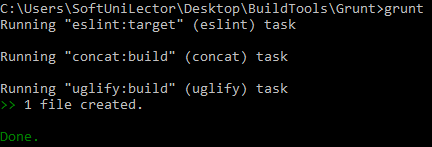 C:\Users\SoftUniLector\Desktop\BuildTools\Grunt>grunt
Running "eslint:target" (eslint) task
Running "concat:build" (concat) task
Running "uglify:build" (uglify) task
>> 1 file created.
Done.